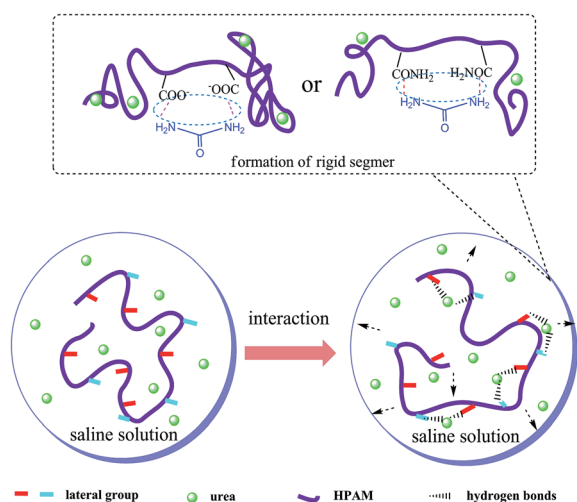 COO⁻ ⁻OOC
H₂N NH₂
O
or
CONH₂ H₂NOC
H₂N NH₂
O
formation of rigid segmer
interaction
saline solution
saline solution
lateral group urea HPAM hydrogen bonds